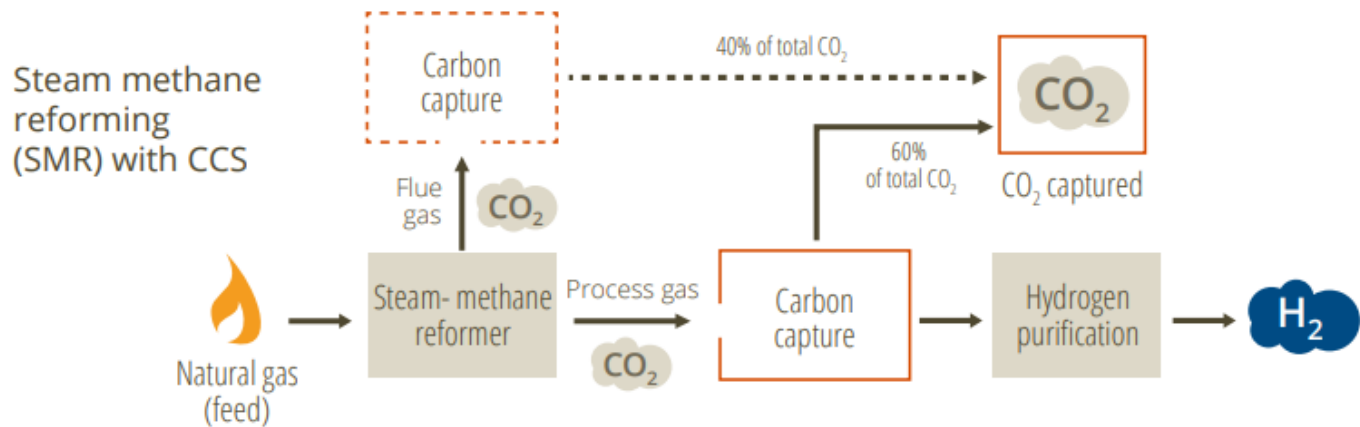 Steam methane
reforming
(SMR) with CCS
Carbon
capture
40% of total CO₂
CO₂
60%
of total CO₂
CO₂ captured
Flue
gas
CO₂
Natural gas
(feed)
Steam- methane
reformer
Process gas
CO₂
Carbon
capture
Hydrogen
purification
H₂